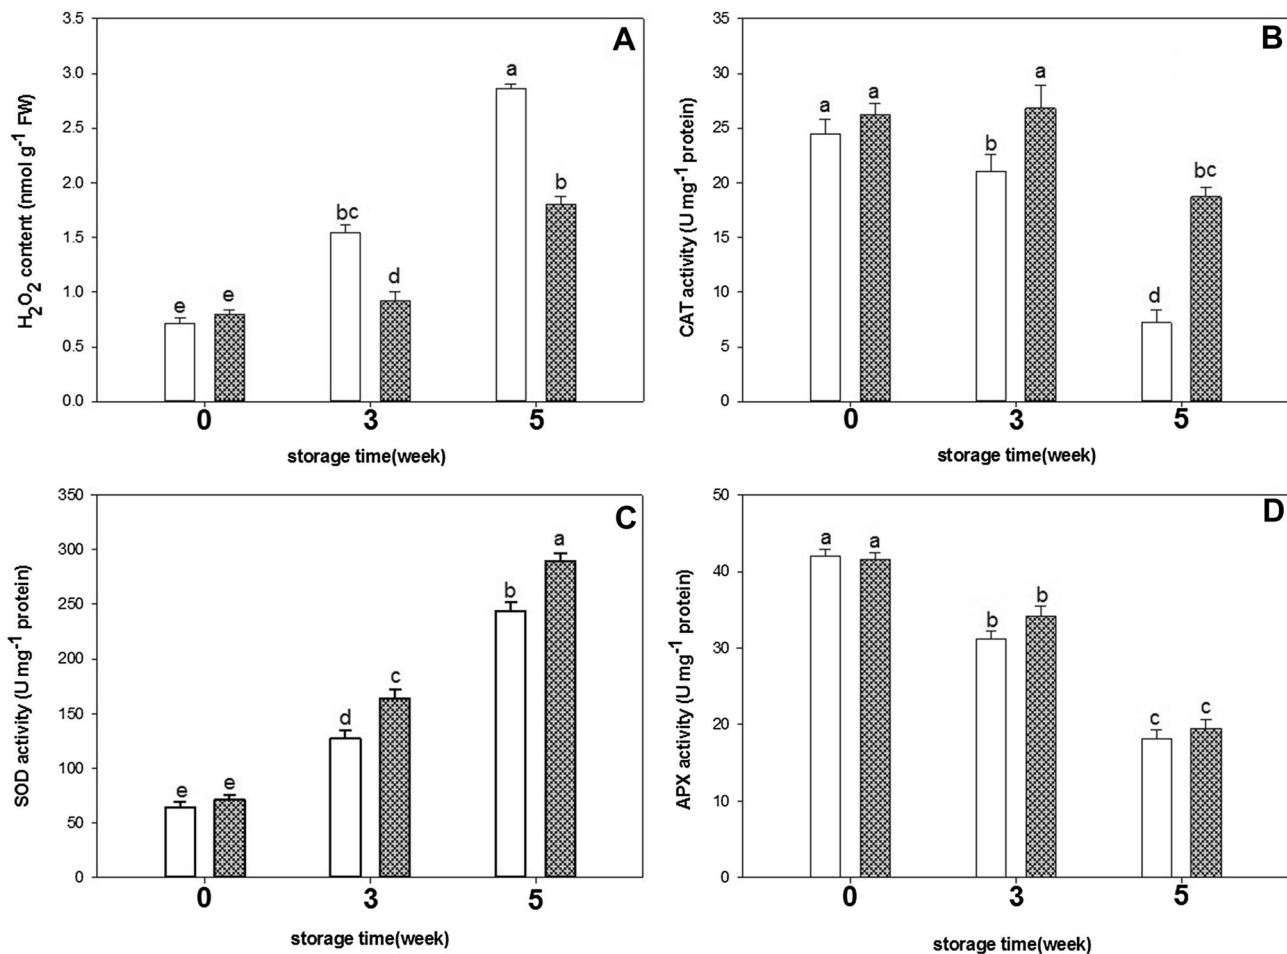 A
H2O2 content (nmol g-1 FW)
3.5
3.0
2.5
2.0
1.5
1.0
0.5
0.0
e
e
bc
d
a
b
0
3
5
storage time(week)
B
CAT activity (U mg-1 protein)
35
30
25
20
15
10
5
0
a
a
b
a
d
bc
0
3
5
storage time(week)
C
SOD activity (U mg-1 protein)
350
300
250
200
150
100
50
0
e
e
d
c
b
a
0
3
5
storage time(week)
D
APX activity (U mg-1 protein)
50
40
30
20
10
0
a
a
b
b
c
c
0
3
5
storage time(week)